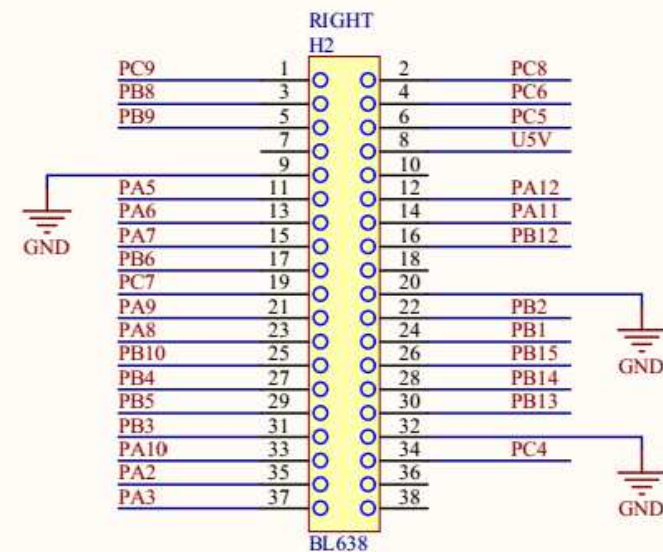 RIGHT
H2
PC9 1 2 PC8
PB8 3 4 PC6
PB9 5 6 PC5
7 8 U5V
9 10
PA5 11 12 PA12
PA6 13 14 PA11
GND
PA7 15 16 PB12
PB6 17 18
PC7 19 20
PA9 21 22 PB2
PA8 23 24 PB1
GND
PB10 25 26 PB15
PB4 27 28 PB14
PB5 29 30 PB13
PB3 31 32
PA10 33 34 PC4
PA2 35 36
PA3 37 38
GND
BL638